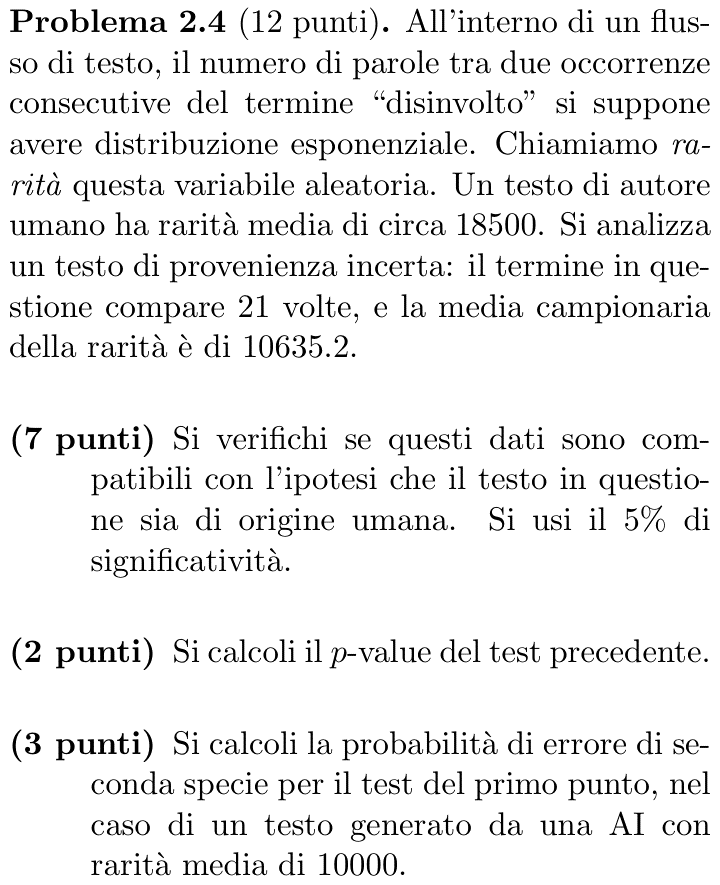 Problema 2.4 (12 punti). All'interno di un flus-
so di testo, il numero di parole tra due occorrenze
consecutive del termine “disinvolto” si suppone
avere distribuzione esponenziale. Chiamiamo ra-
rità questa variabile aleatoria. Un testo di autore
umano ha rarità media di circa 18500. Si analizza
un testo di provenienza incerta: il termine in que-
stione compare 21 volte, e la media campionaria
della rarità è di 10635.2.
(7 punti) Si verifichi se questi dati sono com-
patibili con l'ipotesi che il testo in questio-
ne sia di origine umana. Si usi il 5% di
significatività.
(2 punti) Si calcoli il p-value del test precedente.
(3 punti) Si calcoli la probabilità di errore di se-
conda specie per il test del primo punto, nel
caso di un testo generato da una AI con
rarità media di 10000.